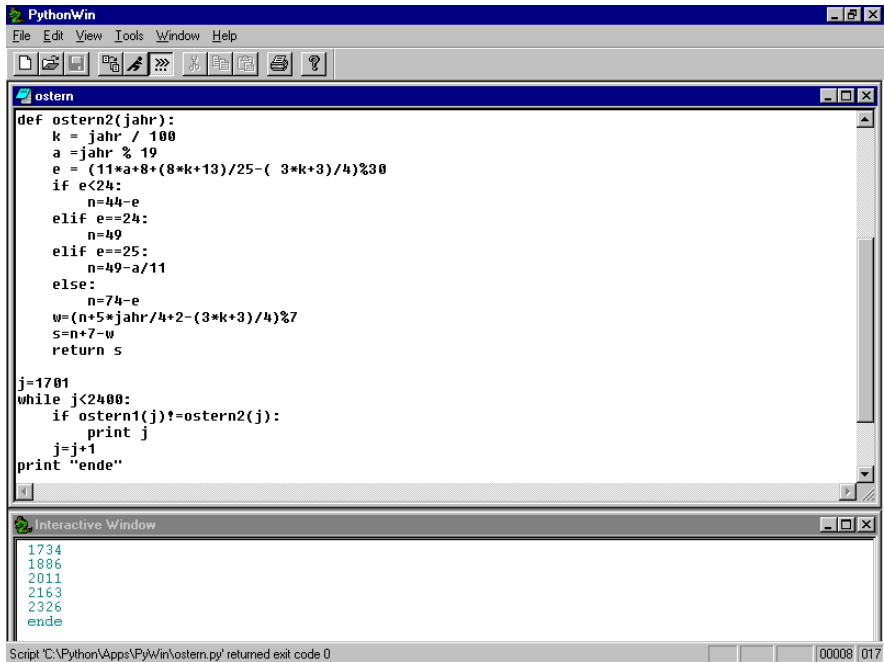 PythonWin
File Edit View Tools Window Help
ostern
def ostern2(jahr):
    k = jahr / 100
    a =jahr % 19
    e = (11*a+8+(8*k+13)/25-( 3*k+3)/4)%30
    if e<24:
        n=44-e
    elif e==24:
        n=49
    elif e==25:
        n=49-a/11
    else:
        n=74-e
    w=(n+5*jahr/4+2-(3*k+3)/4)%7
    s=n+7-w
    return s

j=1701
while j<2400:
    if ostern1(j)!=ostern2(j):
        print j
    j=j+1
print "ende"
Interactive Window
1734
1886
2011
2163
2326
ende
Script 'C:\Python\Apps\PyWin\ostern.py' returned exit code 0
00008 017